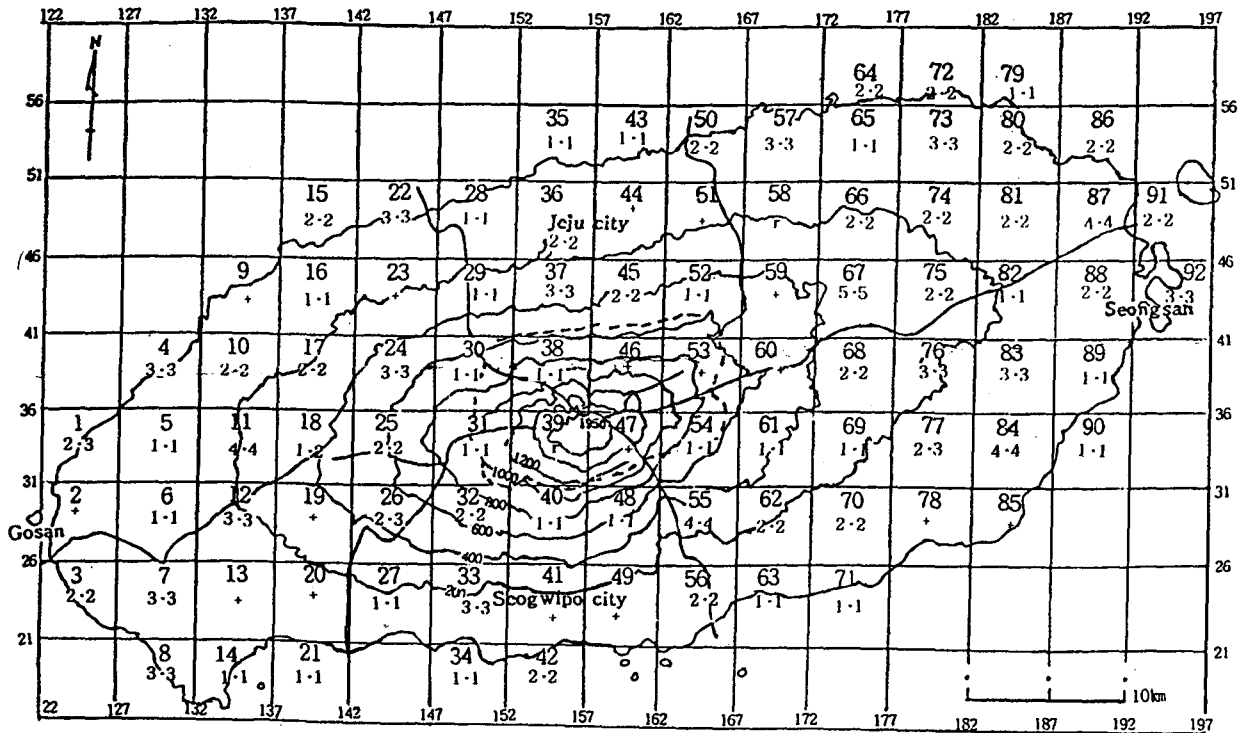 122 127 132 137 142 147 152 157 162 167 172 177 182 187 192 197
N
64 72 79
2·2 2·2 1·1
56 56
35 43 50 57 65 73 80 86
1·1 1·1 2·2 3·3 1·1 3·3 2·2 2·2
51 51
15 22 28 36 44 51 58 66 74 81 87 91
2·2 3·3 1·1 + + r 2·2 2·2 2·2 4·4 2·2
Jeju city
2·2
46 46
9 16 23 29 37 45 52 59 67 75 82 88 92
+ 1·1 + 1·1 3·3 2·2 1·1 + 5·5 2·2 1·1 2·2 3·3
Seongsan
41 41
4 10 17 24 30 38 46 53 60 68 76 83 89
3·3 2·2 2·2 3·3 1·1 1·1 + + + 2·2 3·3 3·3 1·1
36 36
1 5 11 18 25 31 39 1950 47 54 61 69 77 84 90
2·3 1·1 4·4 1·2 2·2 1·1 r + 1·1 1·1 1·1 2·3 4·4 1·1
1200
1000
31 31
2 6 12 19 26 32 40 48 55 62 70 78 85
+ 1·1 3·3 + 2·3 2·2 1·1 1·1 4·4 2·2 2·2 + +
800
600
Gosan
400
26 26
3 7 13 20 27 33 41 49 56 63 71
2·2 3·3 + + 1·1 200 3·3 + + 2·2 1·1 1·1
Seogwipo city
21 21
8 14 21 34 42
3·3 1·1 1·1 1·1 2·2
10km
22 127 132 137 142 147 152 157 162 167 172 177 182 187 192 197